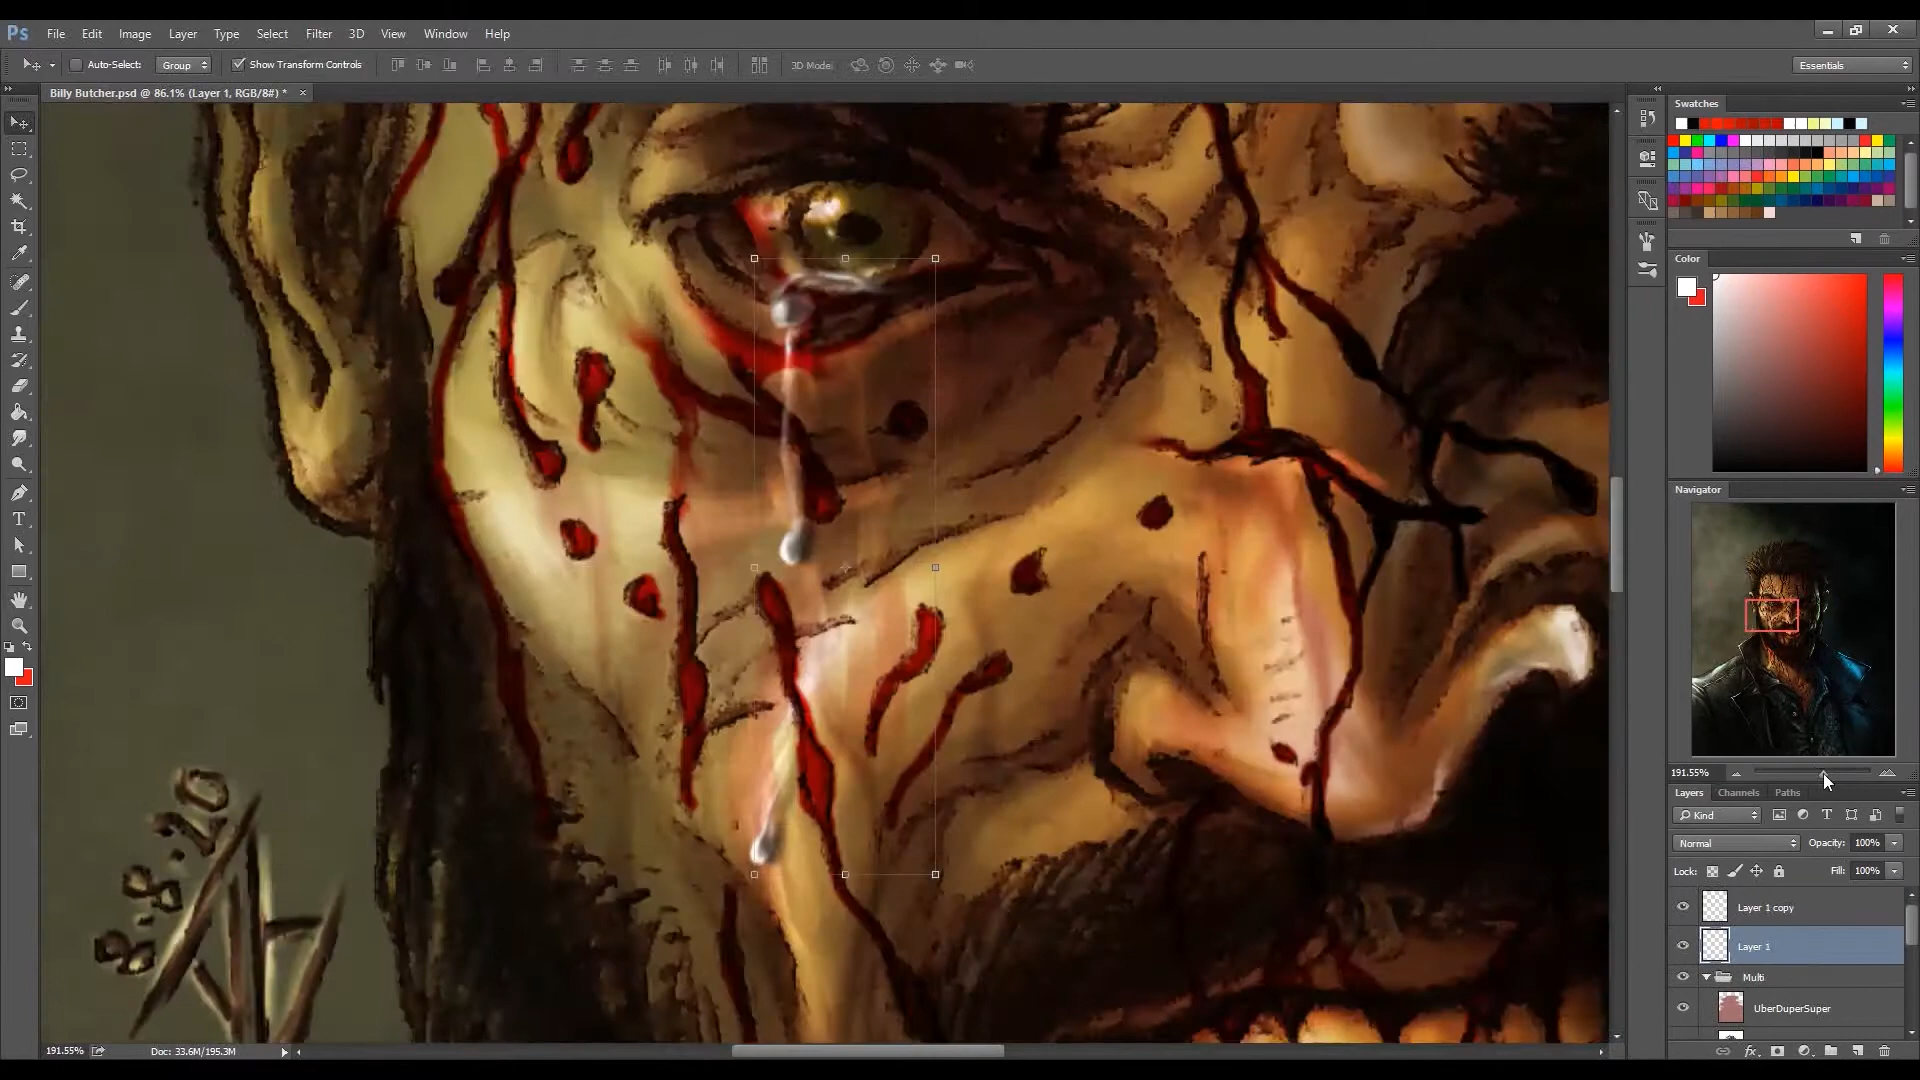 Ps File Edit Image Layer Type Select Filter 3D View Window Help
Auto-Select: Group Show Transform Controls 3D Mode Essentials
Billy Butcher.psd @ 86.1% (Layer 1, RGB/8#) * ×
Swatches
Color
Navigator
191.55%
Layers Channels Paths
Kind
Normal Opacity: 100%
Lock: Fill: 100%
Layer 1 copy
Layer 1
Multi
UberDuperSuper
8.8.20
191.55% Doc: 33.6M/195.3M